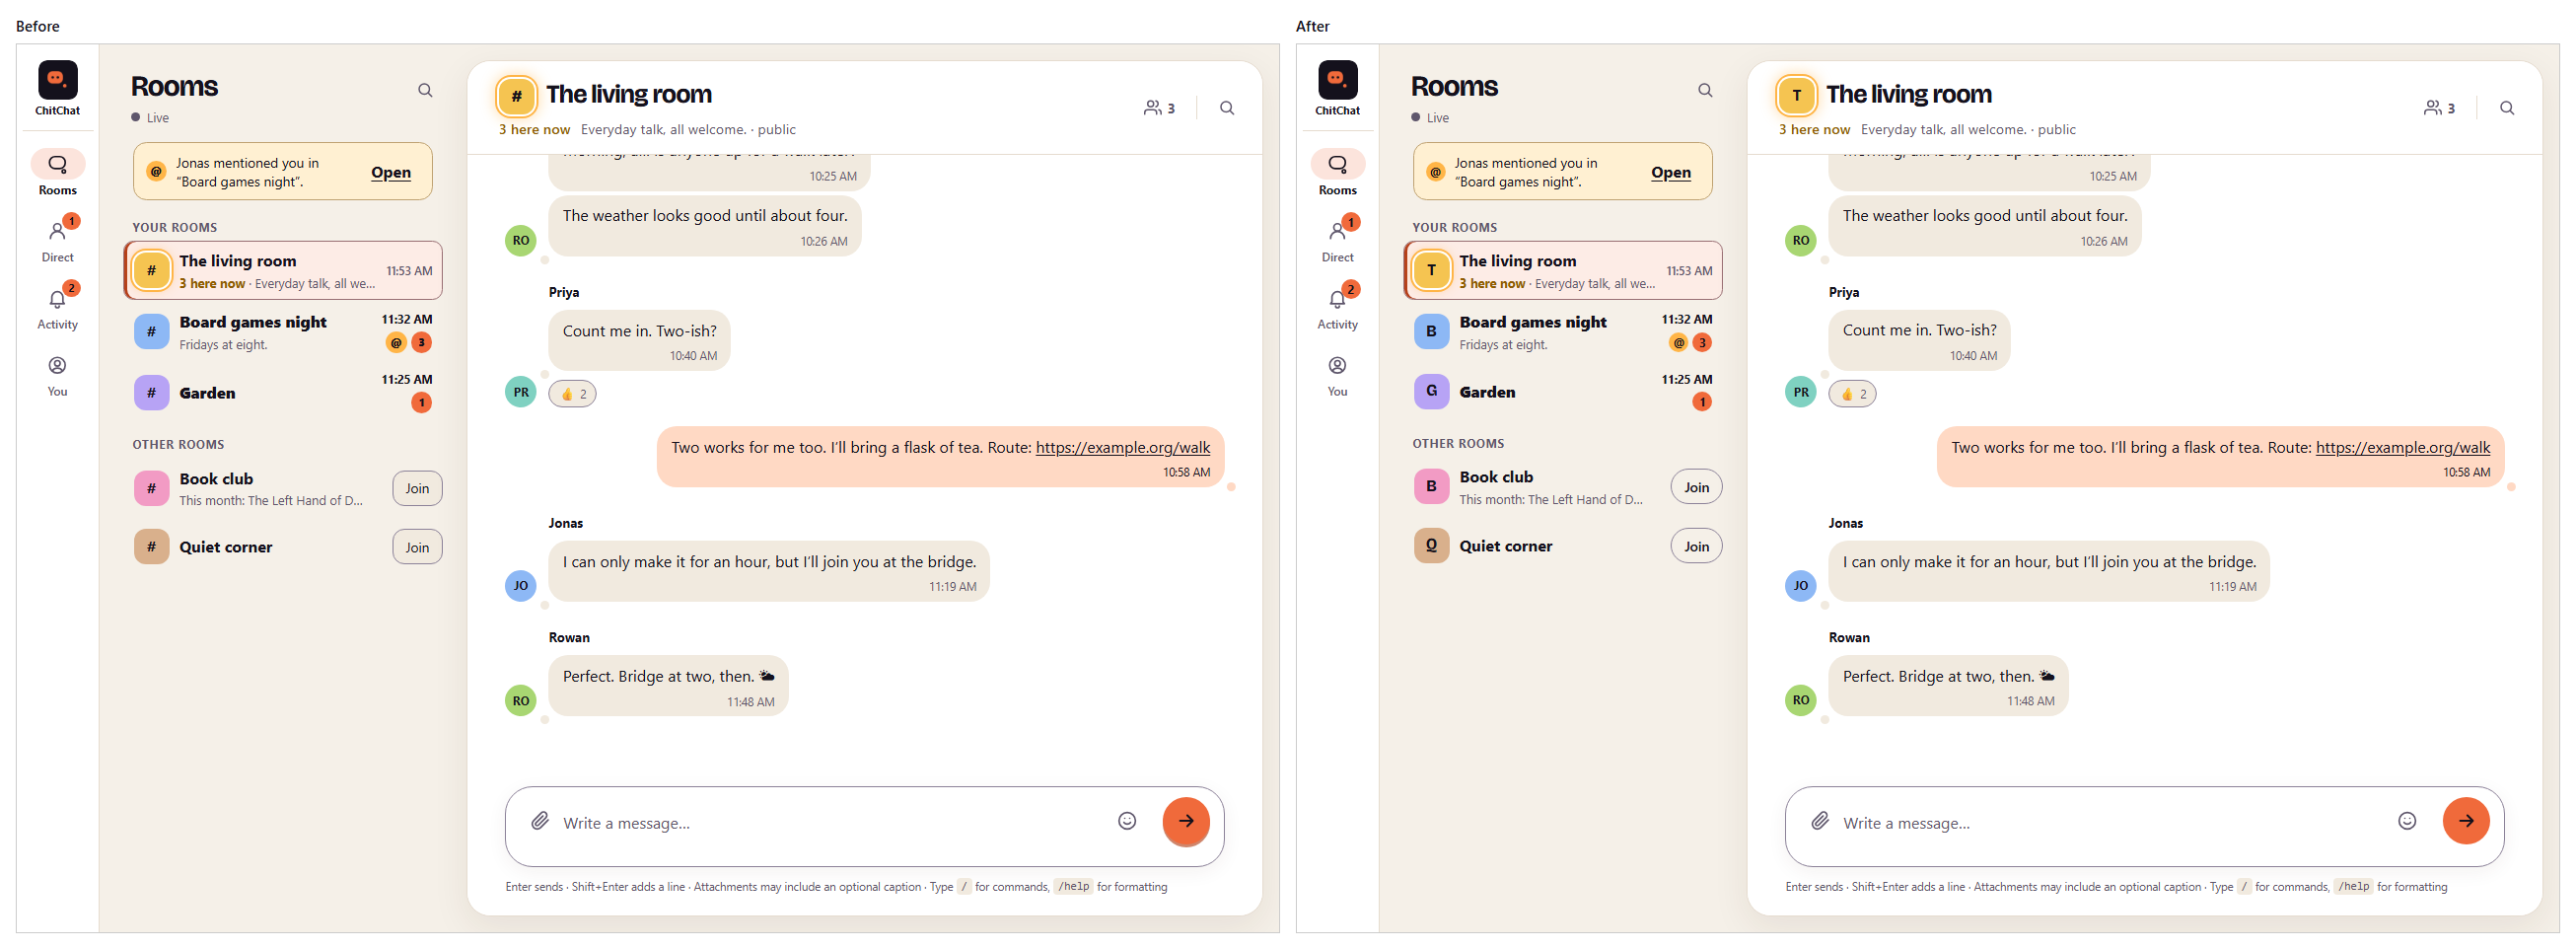 Before
ChitChat
Rooms
1
Direct
2
Activity
You
Rooms
Live
@
Jonas mentioned you in
“Board games night”.
Open
YOUR ROOMS
#
The living room
3 here now · Everyday talk, all we...
11:53 AM
#
Board games night
Fridays at eight.
11:32 AM
@ 3
#
Garden
11:25 AM
1
OTHER ROOMS
#
Book club
This month: The Left Hand of D...
Join
#
Quiet corner
Join
# The living room
3 here now Everyday talk, all welcome. · public
3
10:25 AM
The weather looks good until about four.
10:26 AM
RO
Priya
Count me in. Two-ish?
10:40 AM
PR
👍 2
Two works for me too. I’ll bring a flask of tea. Route: https://example.org/walk
10:58 AM
Jonas
I can only make it for an hour, but I’ll join you at the bridge.
11:19 AM
JO
Rowan
Perfect. Bridge at two, then. 🌥
11:48 AM
RO
Write a message...
Enter sends · Shift+Enter adds a line · Attachments may include an optional caption · Type / for commands, /help for formatting
After
ChitChat
Rooms
1
Direct
2
Activity
You
Rooms
Live
@
Jonas mentioned you in
“Board games night”.
Open
YOUR ROOMS
T
The living room
3 here now · Everyday talk, all we...
11:53 AM
B
Board games night
Fridays at eight.
11:32 AM
@ 3
G
Garden
11:25 AM
1
OTHER ROOMS
B
Book club
This month: The Left Hand of D...
Join
Q
Quiet corner
Join
T The living room
3 here now Everyday talk, all welcome. · public
3
10:25 AM
The weather looks good until about four.
10:26 AM
RO
Priya
Count me in. Two-ish?
10:40 AM
PR
👍 2
Two works for me too. I’ll bring a flask of tea. Route: https://example.org/walk
10:58 AM
Jonas
I can only make it for an hour, but I’ll join you at the bridge.
11:19 AM
JO
Rowan
Perfect. Bridge at two, then. 🌥
11:48 AM
RO
Write a message...
Enter sends · Shift+Enter adds a line · Attachments may include an optional caption · Type / for commands, /help for formatting